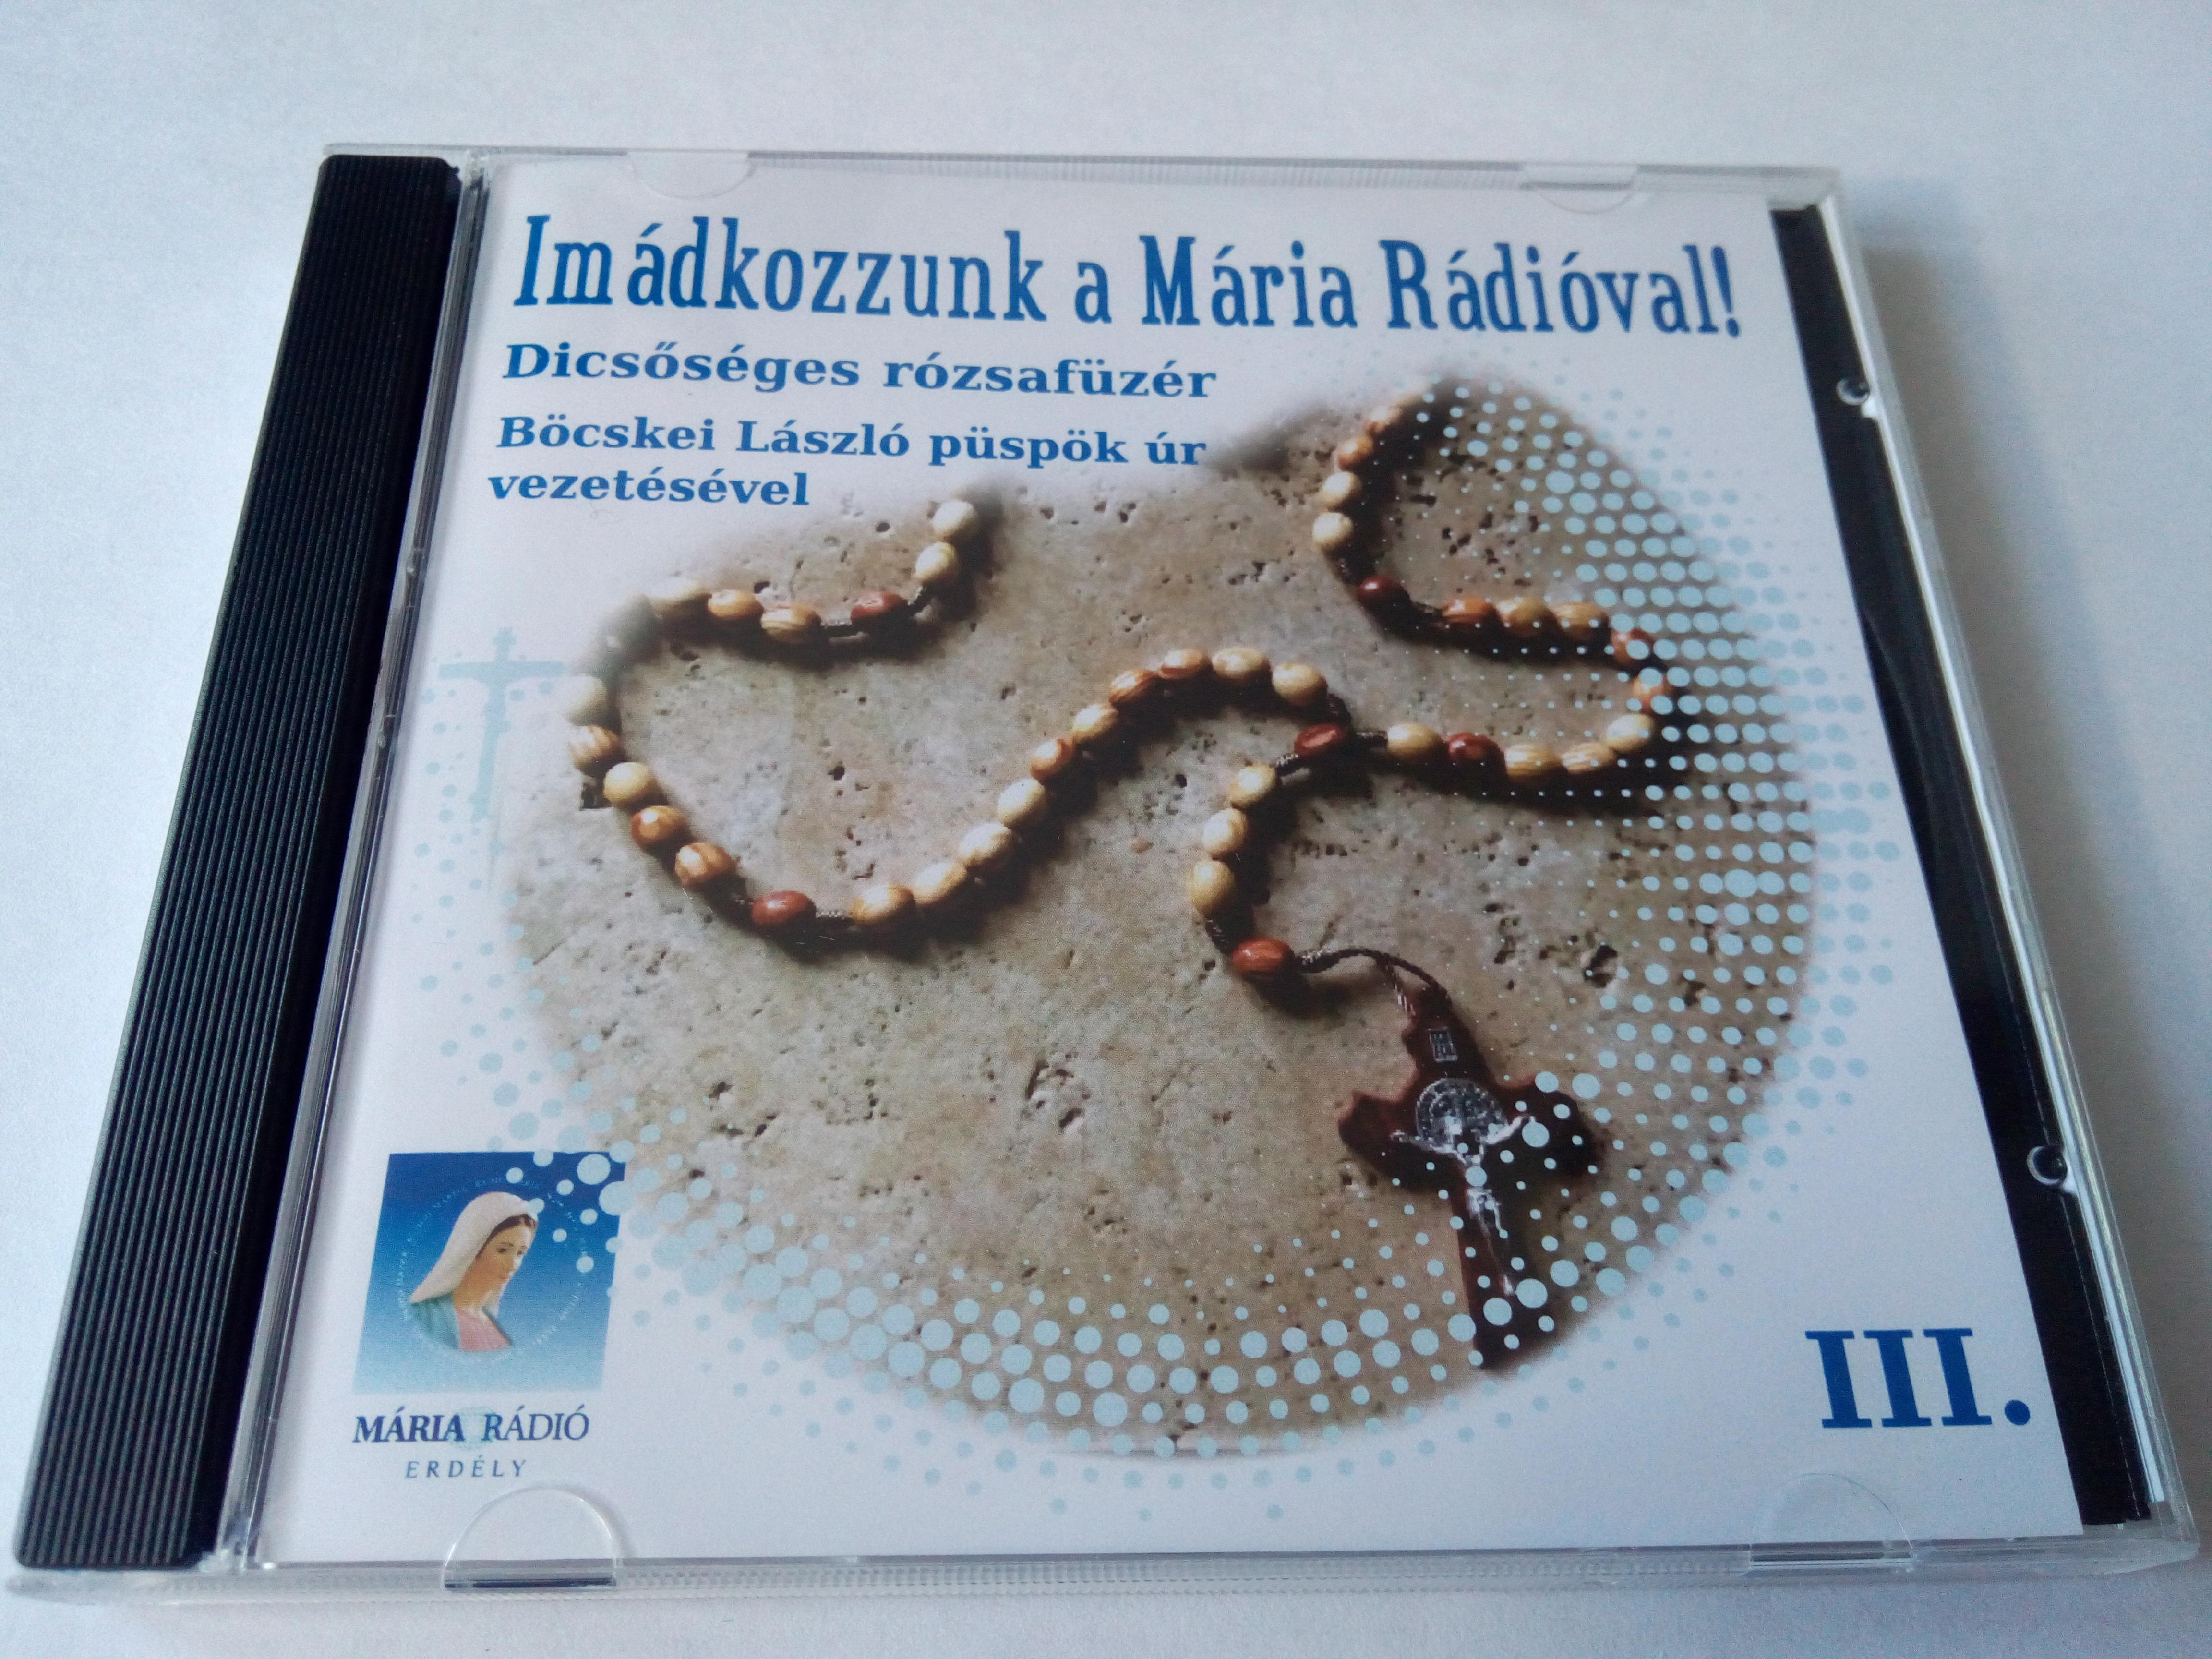 Imádkozzunk a Mária Rádióval!
Dicsőséges rózsafüzér
Böcskei László püspök úr
vezetésével
MÁRIA RÁDIÓ
ERDÉLY
III.